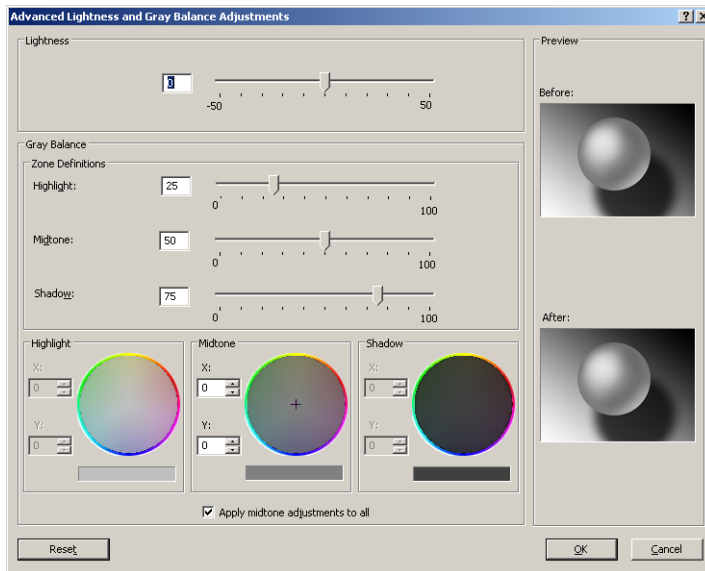 Advanced Lightness and Gray Balance Adjustments
Lightness
0
-50 50
Gray Balance
Zone Definitions
Highlight: 25
0 100
Midtone: 50
0 100
Shadow: 75
0 100
Highlight
X:
0
Y:
0
Midtone
X:
0
Y:
0
Shadow
X:
0
Y:
0
Apply midtone adjustments to all
Preview
Before:
After:
Reset OK Cancel